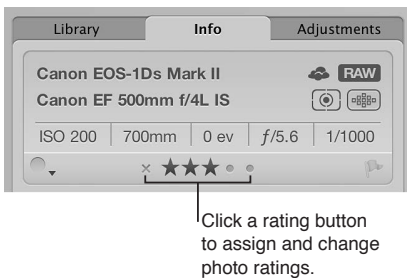 Library Info Adjustments
Canon EOS-1Ds Mark II RAW
Canon EF 500mm f/4L IS
ISO 200 700mm 0 ev ƒ/5.6 1/1000
Click a rating button
to assign and change
photo ratings.